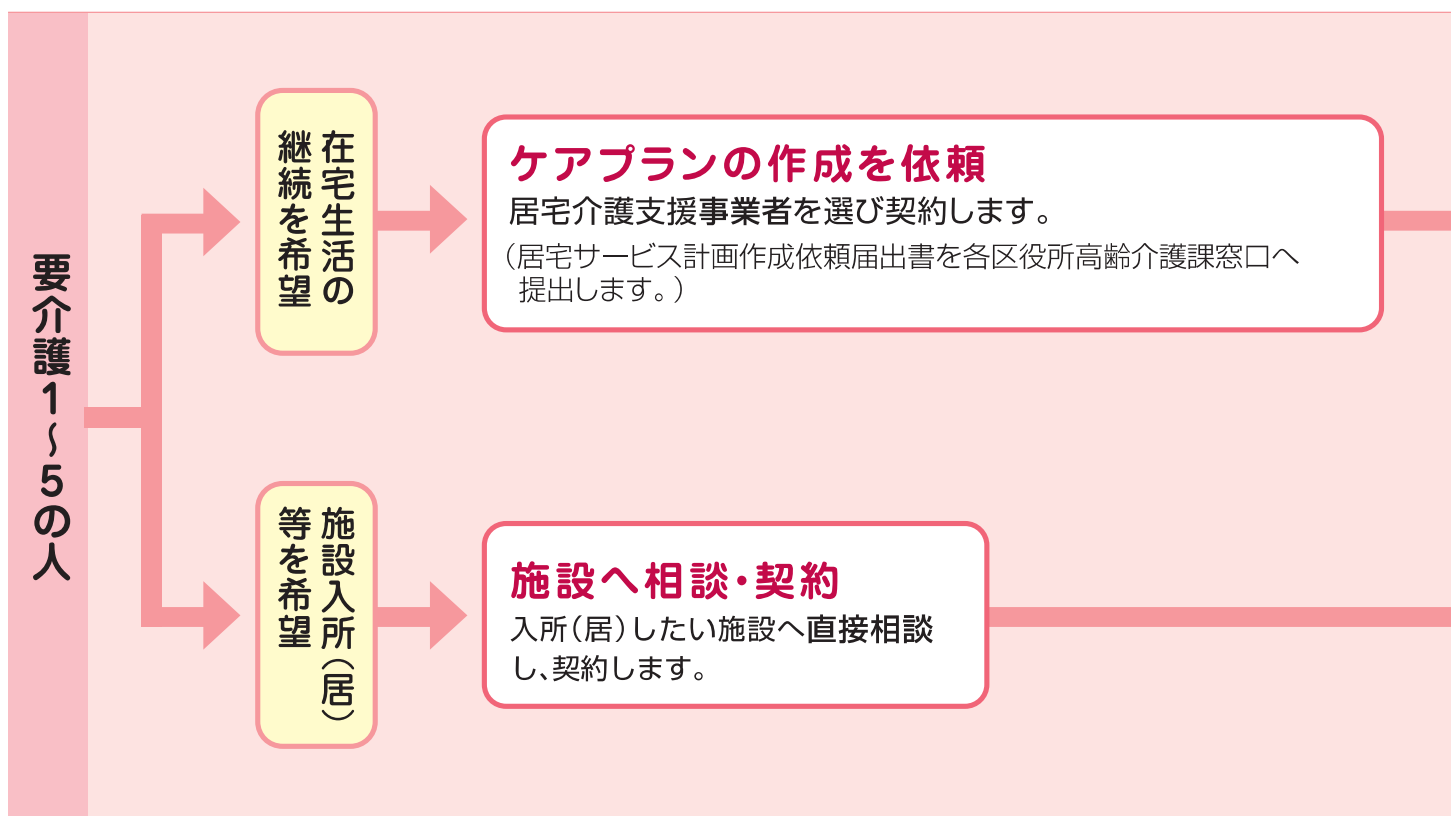 要介護1～5の人
在宅生活の
継続を希望
ケアプランの作成を依頼
居宅介護支援事業者を選び契約します。
（居宅サービス計画作成依頼届出書を各区役所高齢介護課窓口へ
提出します。）
施設入所（居）
等を希望
施設へ相談・契約
入所（居）したい施設へ直接相談
し、契約します。